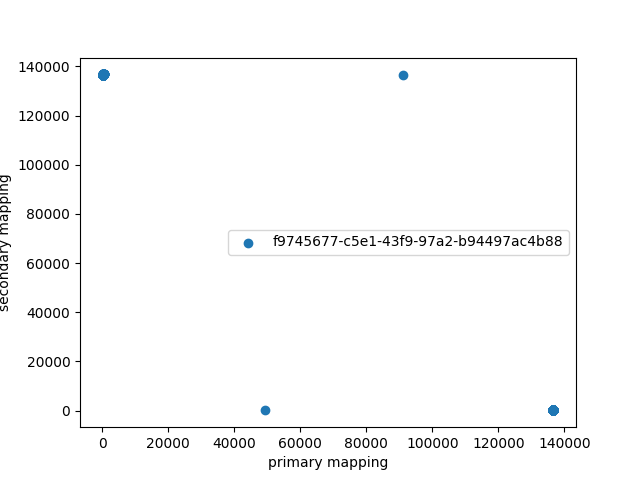 140000
120000
100000
80000
60000
40000
20000
0
secondary mapping
f9745677-c5e1-43f9-97a2-b94497ac4b88
0 20000 40000 60000 80000 100000 120000 140000
primary mapping